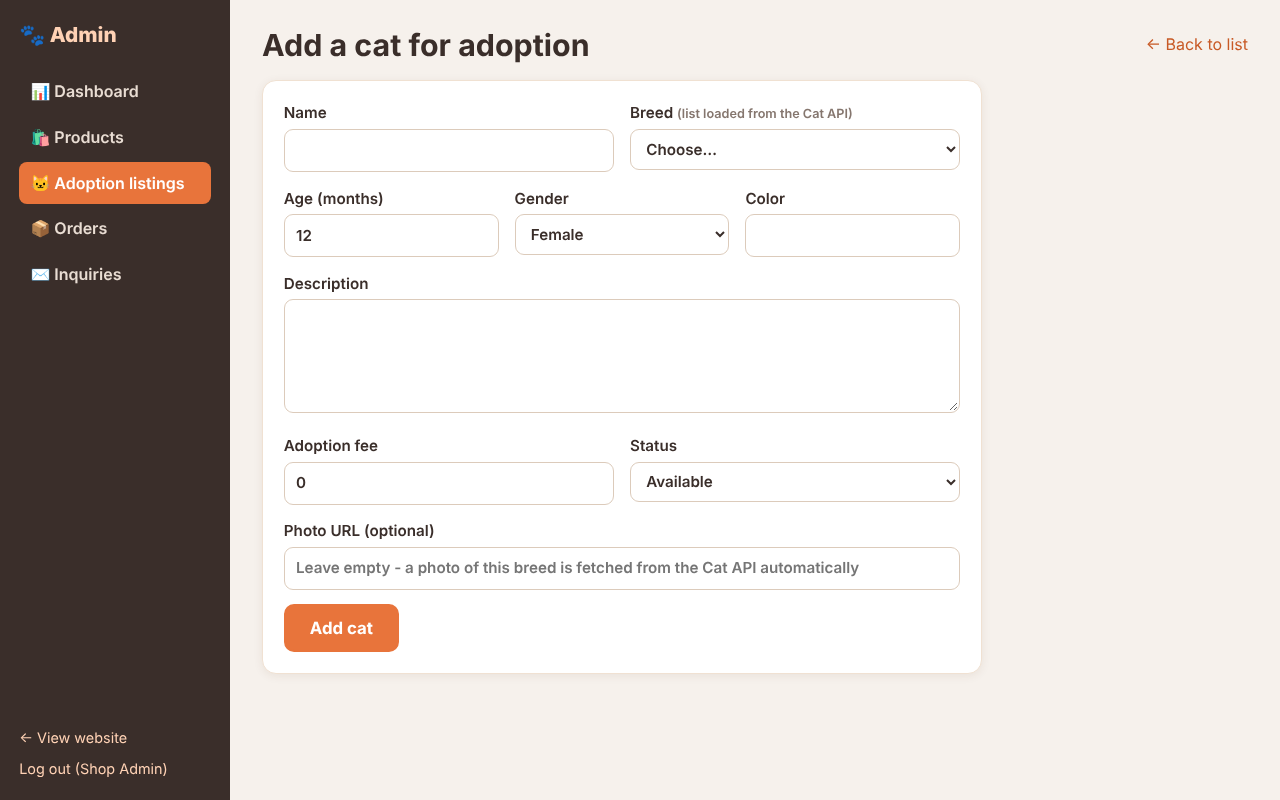 🐾 Admin
📊 Dashboard
🛍️ Products
🐱 Adoption listings
📦 Orders
✉️ Inquiries
← View website
Log out (Shop Admin)
Add a cat for adoption
← Back to list
Name
Breed (list loaded from the Cat API)
Choose...
Age (months)
Gender
Color
12
Female
Description
Adoption fee
Status
0
Available
Photo URL (optional)
Leave empty - a photo of this breed is fetched from the Cat API automatically
Add cat